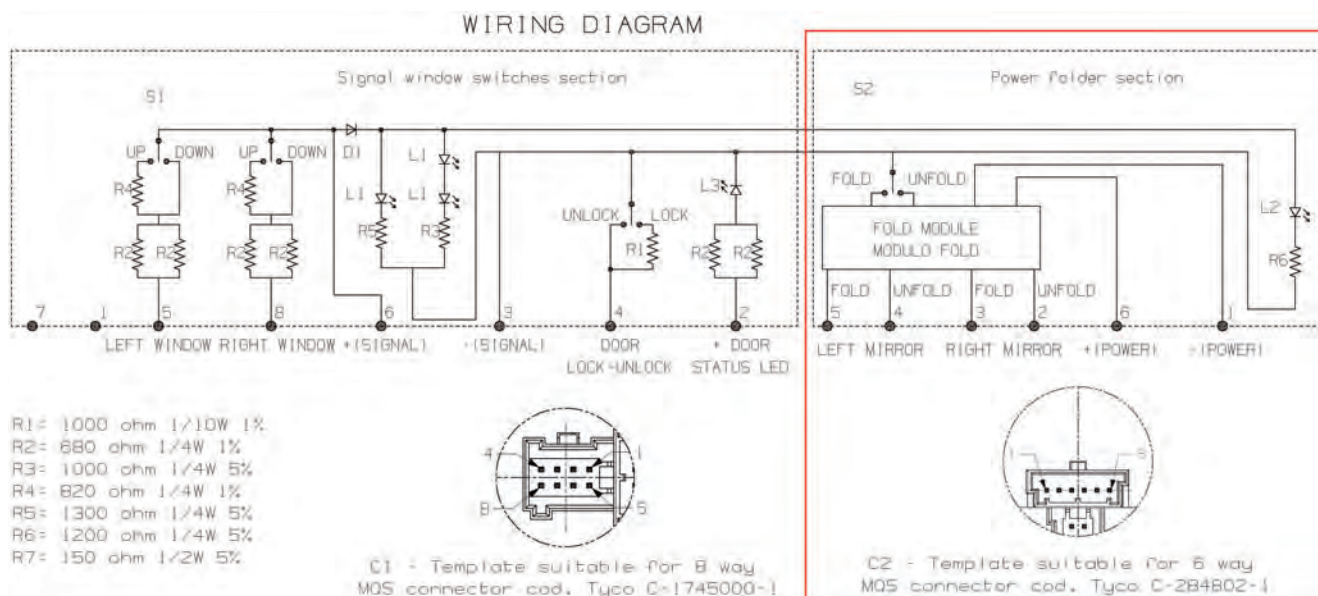 WIRING DIAGRAM
Signal window switches section
Power folder section
S1
S2
UP DOWN UP DOWN D1 L1
R4 R4 L1 L1 L3 FOLD UNFOLD L2
R5 R3 UNLOCK LOCK
R2 R2 R2 R2 R1 R2 R2 FOLD MODULE R6
MODULO FOLD
FOLD UNFOLD FOLD UNFOLD
7 1 5 8 6 3 4 2 5 4 3 2 6 1
LEFT WINDOW RIGHT WINDOW +(SIGNAL) -(SIGNAL) DOOR + DOOR LEFT MIRROR RIGHT MIRROR +(POWER) -(POWER)
LOCK-UNLOCK STATUS LED
R1= 1000 ohm 1/10W 1%
R2= 680 ohm 1/4W 1%
R3= 1000 ohm 1/4W 5%
R4= 820 ohm 1/4W 1%
R5= 1300 ohm 1/4W 5%
R6= 1200 ohm 1/4W 5%
R7= 150 ohm 1/2W 5%
4 1
8 5
1 6
C1 - Template suitable for 8 way
MQS connector cod. Tyco C-1745000-1
C2 - Template suitable for 6 way
MQS connector cod. Tyco C-284802-1